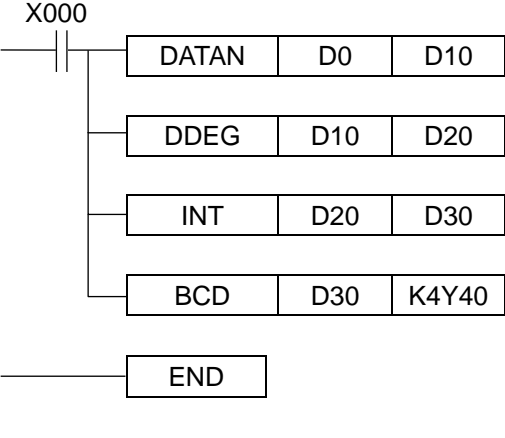 X000
DATAN D0 D10
DDEG D10 D20
INT D20 D30
BCD D30 K4Y40
END